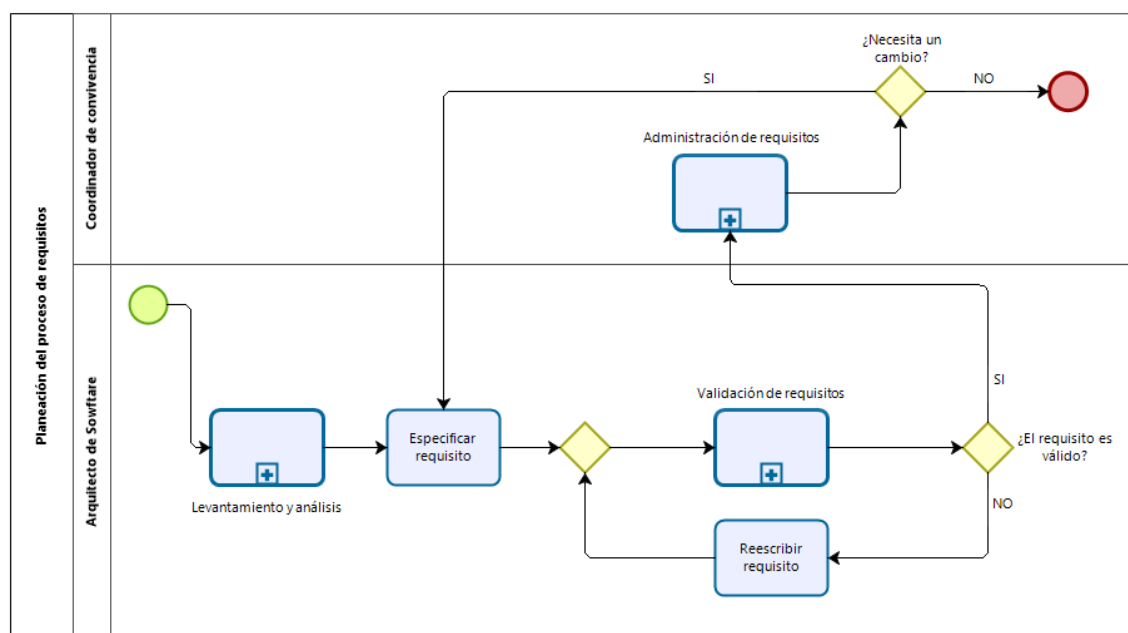 Planeación del proceso de requisitos
Coordinador de convivencia
¿Necesita un
cambio?
SI
NO
Administración de requisitos
Arquitecto de Sowftare
Levantamiento y análisis
Especificar
requisito
Validación de requisitos
SI
¿El requisito es
válido?
NO
Reescribir
requisito